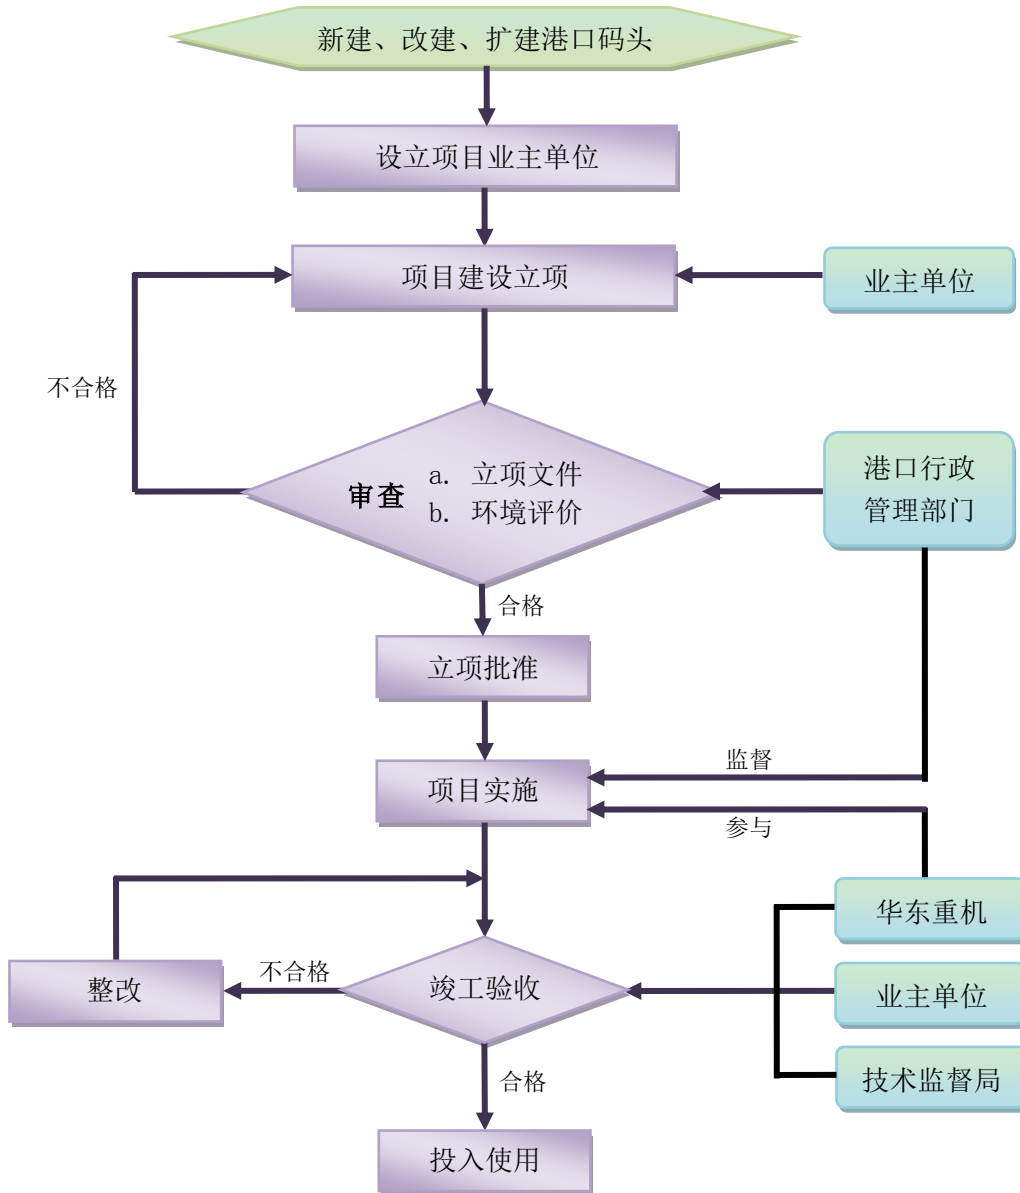 新建、改建、扩建港口码头
设立项目业主单位
项目建设立项
业主单位
不合格
审查
a. 立项文件
b. 环境评价
港口行政
管理部门
合格
立项批准
监督
项目实施
参与
华东重机
不合格
整改
竣工验收
业主单位
技术监督局
合格
投入使用